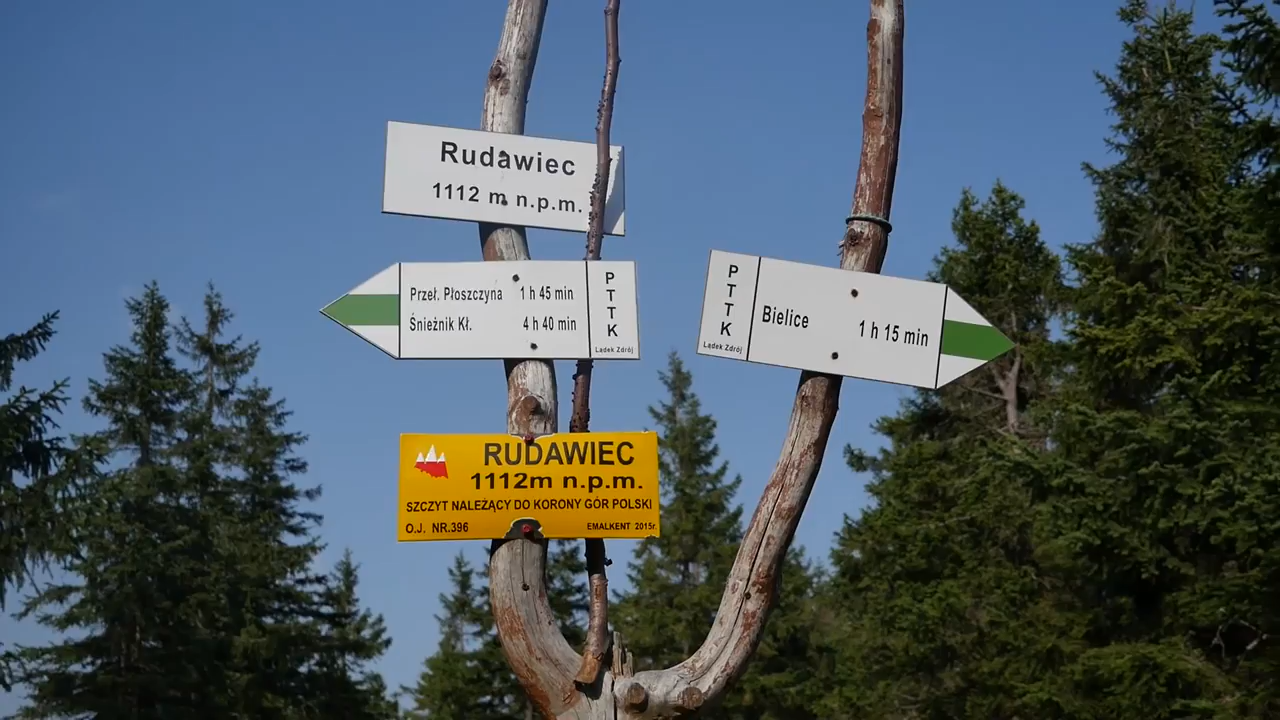 Rudawiec
1112 m n.p.m.
Przeł. Płoszczyna 1 h 45 min
Śnieżnik Kł. 4 h 40 min
PTTK
Lądek Zdrój
PTTK
Lądek Zdrój
Bielice 1 h 15 min
RUDAWIEC
1112m n.p.m.
SZCZYT NALEŻĄCY DO KORONY GÓR POLSKI
O.J. NR.396 EMALKENT 2015r.